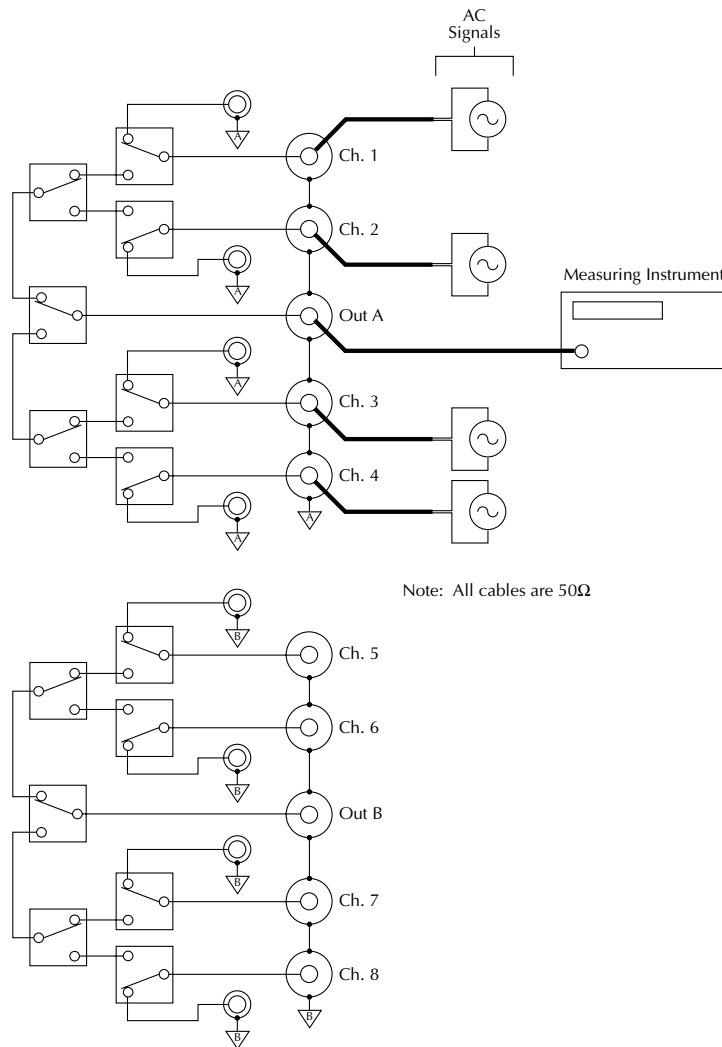 AC
Signals
A
Ch. 1
Ch. 2
A
Measuring Instrument
Out A
A
Ch. 3
Ch. 4
A
A
Note: All cables are 50Ω
B
Ch. 5
Ch. 6
B
Out B
B
Ch. 7
Ch. 8
B
B